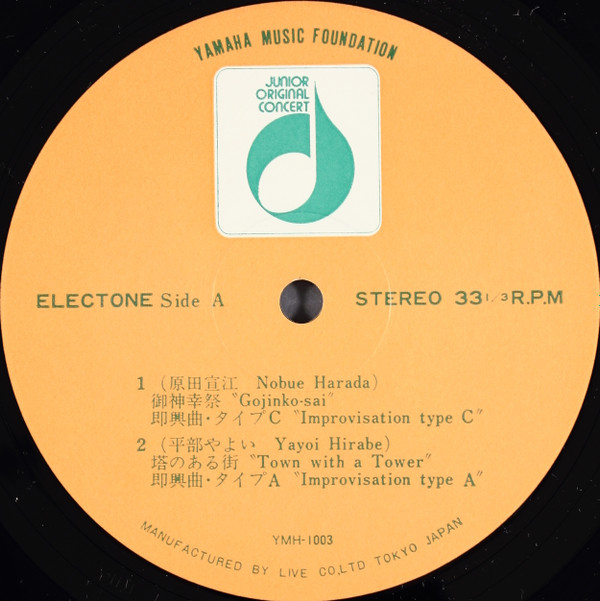 YAMAHA MUSIC FOUNDATION
JUNIOR
ORIGINAL
CONCERT
ELECTONE Side A
STEREO 33 1/3 R.P.M
1 (原田宣江 Nobue Harada)
御神幸祭 〝Gojinko-sai〞
即興曲・タイプC 〝Improvisation type C〞
2 (平部やよい Yayoi Hirabe)
塔のある街 〝Town with a Tower〞
即興曲・タイプA 〝Improvisation type A〞
YMH-1003
MANUFACTURED BY LIVE CO,LTD TOKYO JAPAN